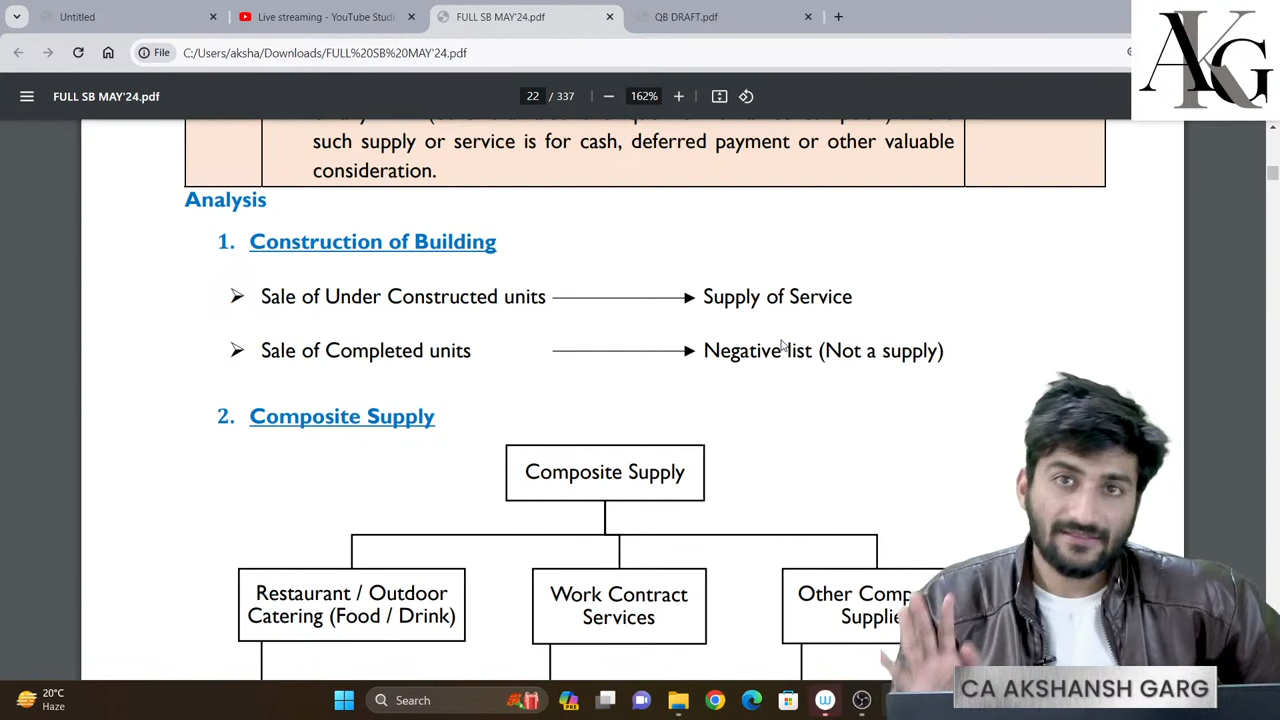 Untitled
Live streaming - YouTube Stud
FULL SB MAY'24.pdf
QB DRAFT.pdf
File
C:/Users/aksha/Downloads/FULL%20SB%20MAY'24.pdf
AKG
FULL SB MAY'24.pdf
22 / 337
162%
such supply or service is for cash, deferred payment or other valuable
consideration.
Analysis
1. Construction of Building
Sale of Under Constructed units
Supply of Service
Sale of Completed units
Negative list (Not a supply)
2. Composite Supply
Composite Supply
Restaurant / Outdoor
Catering (Food / Drink)
Work Contract
Services
Other Comp
Supplie
CA AKSHANSH GARG
20°C
Haze
Search